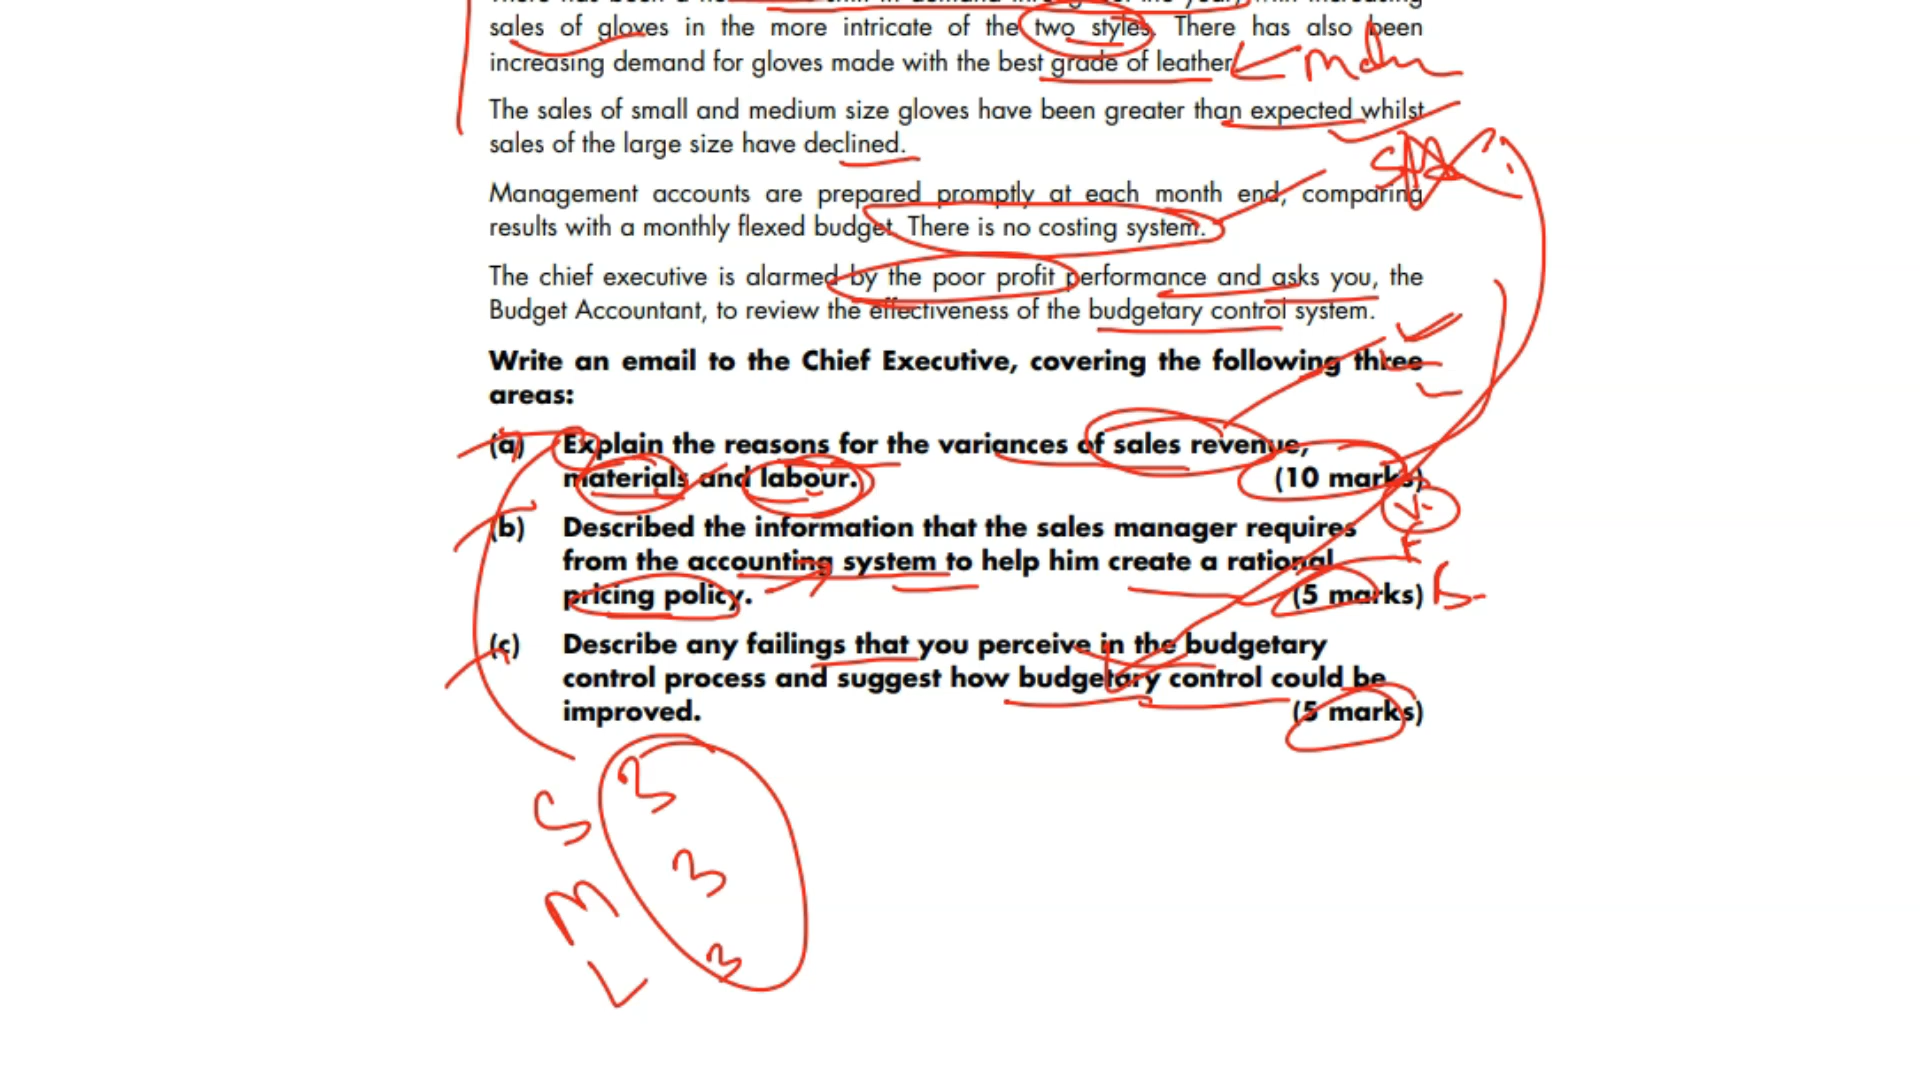 sales of gloves in the more intricate of the two styles. There has also been
increasing demand for gloves made with the best grade of leather
The sales of small and medium size gloves have been greater than expected whilst
sales of the large size have declined.
Management accounts are prepared promptly at each month end, comparing
results with a monthly flexed budget. There is no costing system.
The chief executive is alarmed by the poor profit performance and asks you, the
Budget Accountant, to review the effectiveness of the budgetary control system.
Write an email to the Chief Executive, covering the following three
areas:
(a) Explain the reasons for the variances of sales revenue,
materials and labour. (10 marks)
(b) Described the information that the sales manager requires
from the accounting system to help him create a rational
pricing policy. (5 marks)
(c) Describe any failings that you perceive in the budgetary
control process and suggest how budgetary control could be
improved. (5 marks)
S 3
M 3
L 3